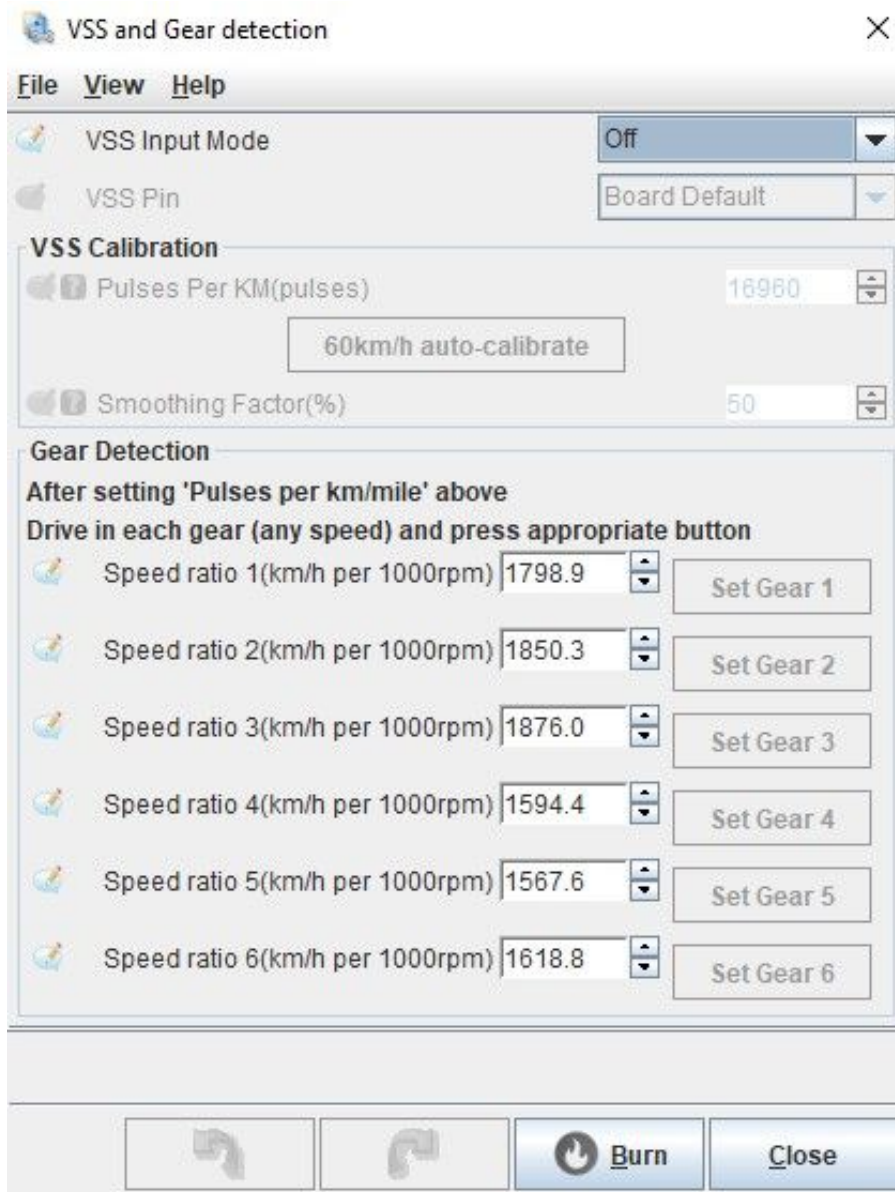 VSS and Gear detection
File View Help
VSS Input Mode Off
VSS Pin Board Default
VSS Calibration
Pulses Per KM(pulses) 16960
60km/h auto-calibrate
Smoothing Factor(%) 50
Gear Detection
After setting 'Pulses per km/mile' above
Drive in each gear (any speed) and press appropriate button
Speed ratio 1(km/h per 1000rpm) 1798.9 Set Gear 1
Speed ratio 2(km/h per 1000rpm) 1850.3 Set Gear 2
Speed ratio 3(km/h per 1000rpm) 1876.0 Set Gear 3
Speed ratio 4(km/h per 1000rpm) 1594.4 Set Gear 4
Speed ratio 5(km/h per 1000rpm) 1567.6 Set Gear 5
Speed ratio 6(km/h per 1000rpm) 1618.8 Set Gear 6
Burn Close